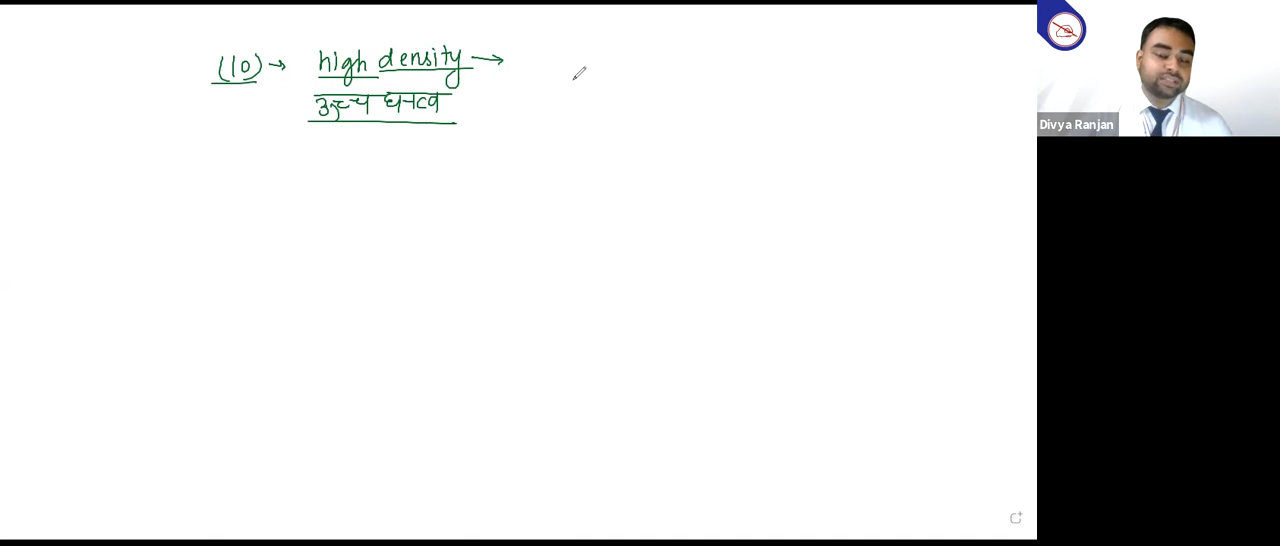 (10) → high density →
उच्च घनत्व
Divya Ranjan